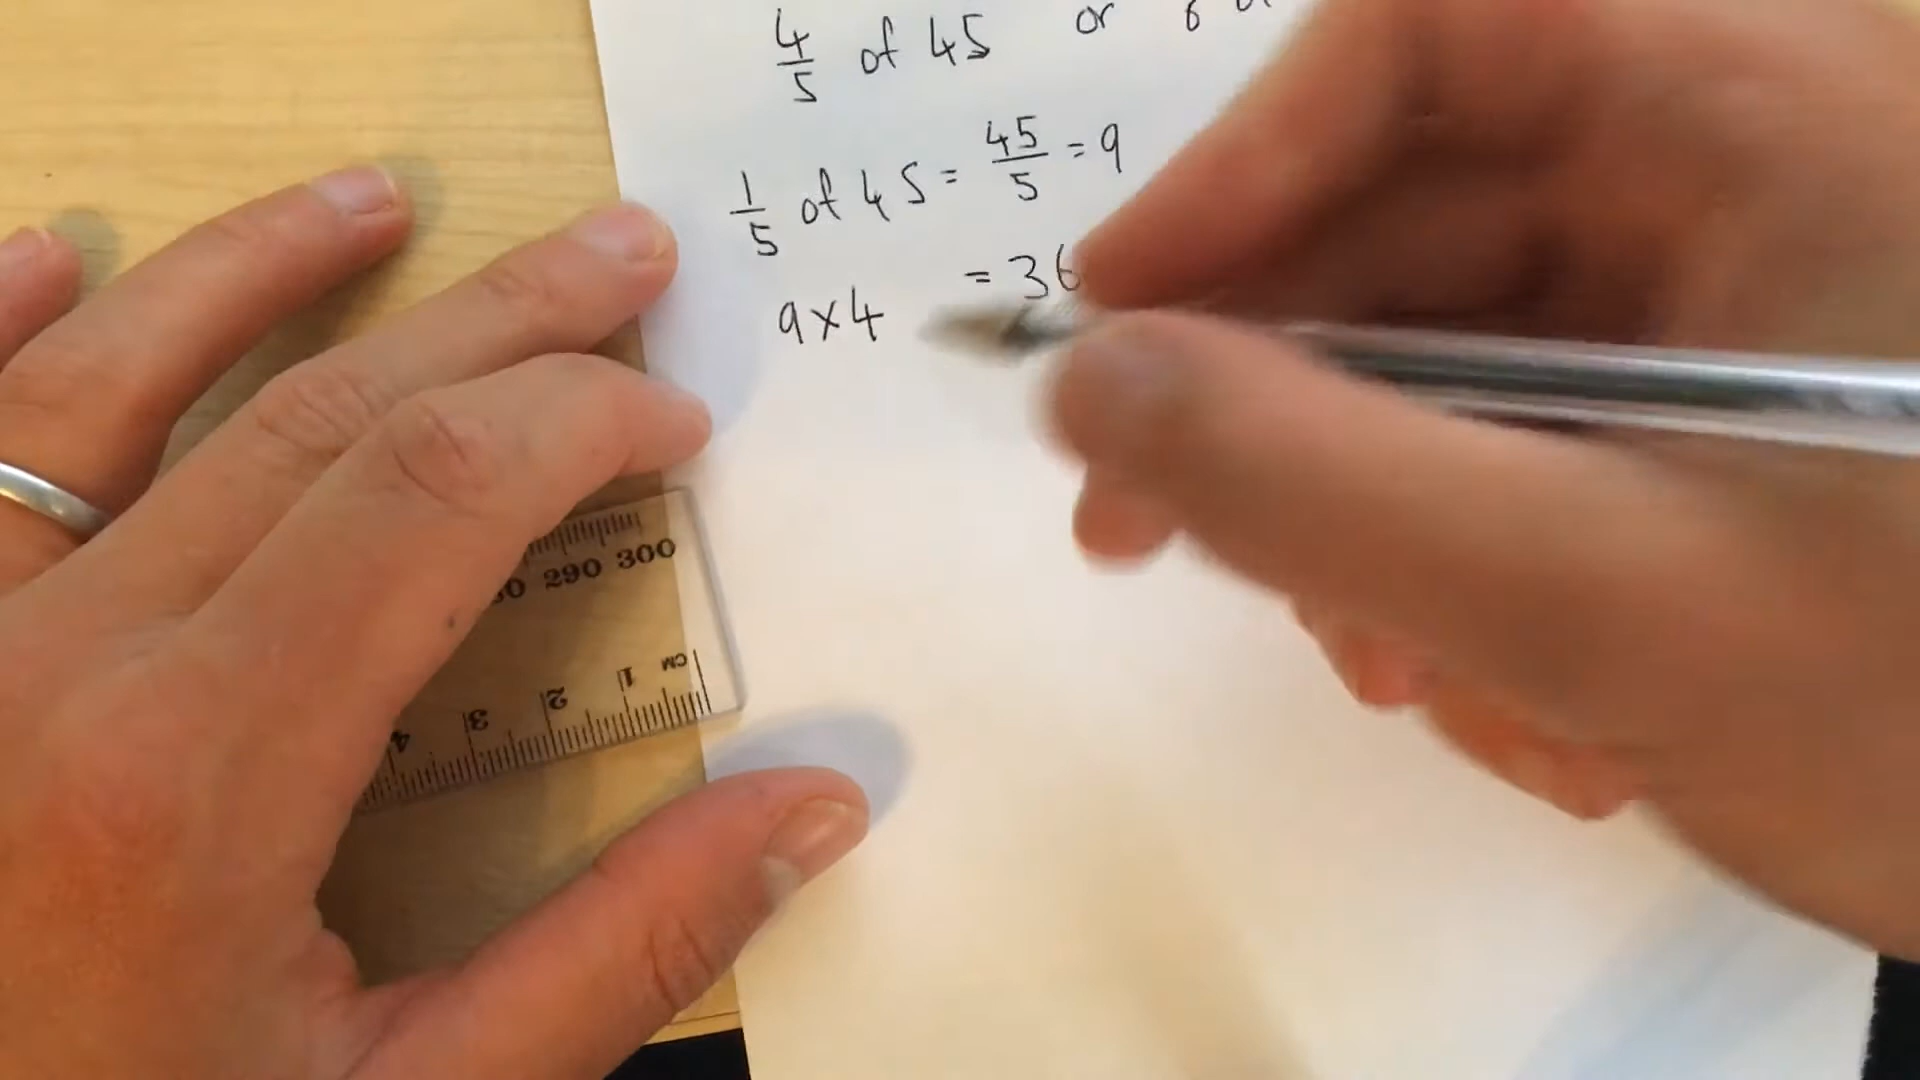 4/5 of 45 or
1/5 of 45 = 45/5 = 9
9x4 = 36
290 300
4 3 2 1 CM